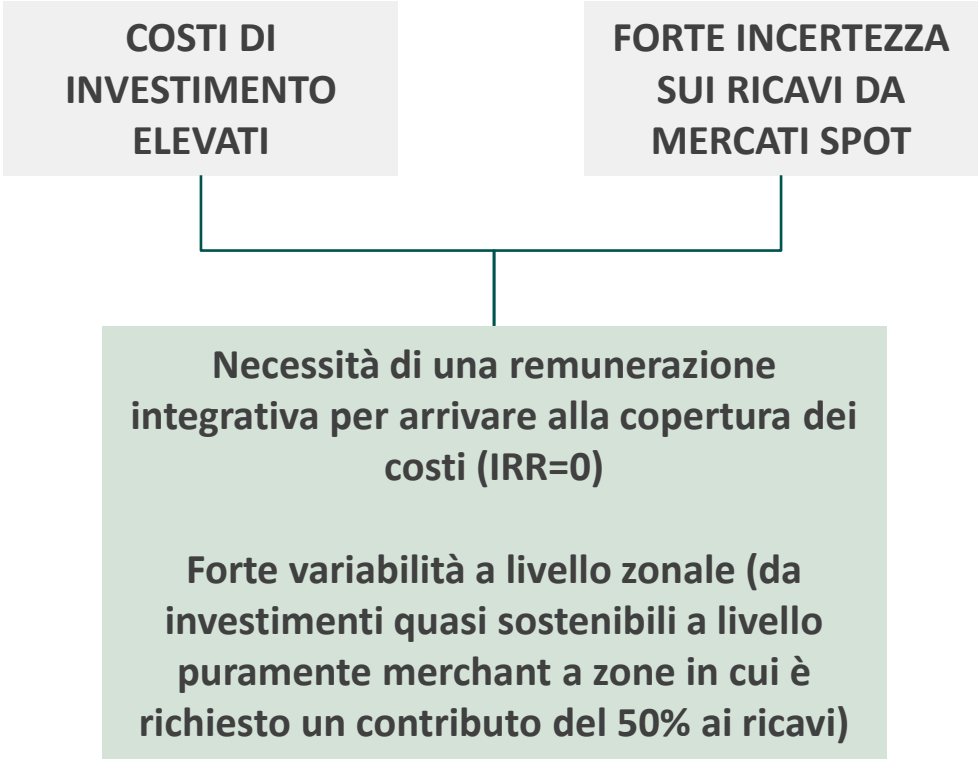 COSTI DI
INVESTIMENTO
ELEVATI
FORTE INCERTEZZA
SUI RICAVI DA
MERCATI SPOT
Necessità di una remunerazione
integrativa per arrivare alla copertura dei
costi (IRR=0)
Forte variabilità a livello zonale (da
investimenti quasi sostenibili a livello
puramente merchant a zone in cui è
richiesto un contributo del 50% ai ricavi)